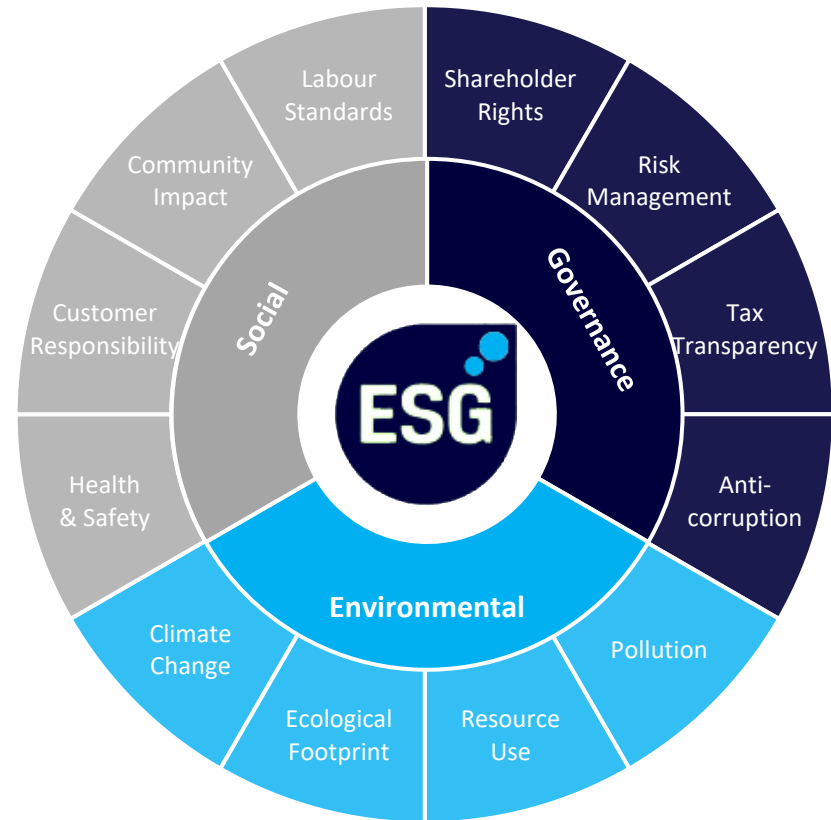 Labour
Standards
Shareholder
Rights
Community
Impact
Risk
Management
Social
Governance
Customer
Responsibility
Tax
Transparency
ESG
Health
& Safety
Anti-
corruption
Environmental
Climate
Change
Pollution
Ecological
Footprint
Resource
Use